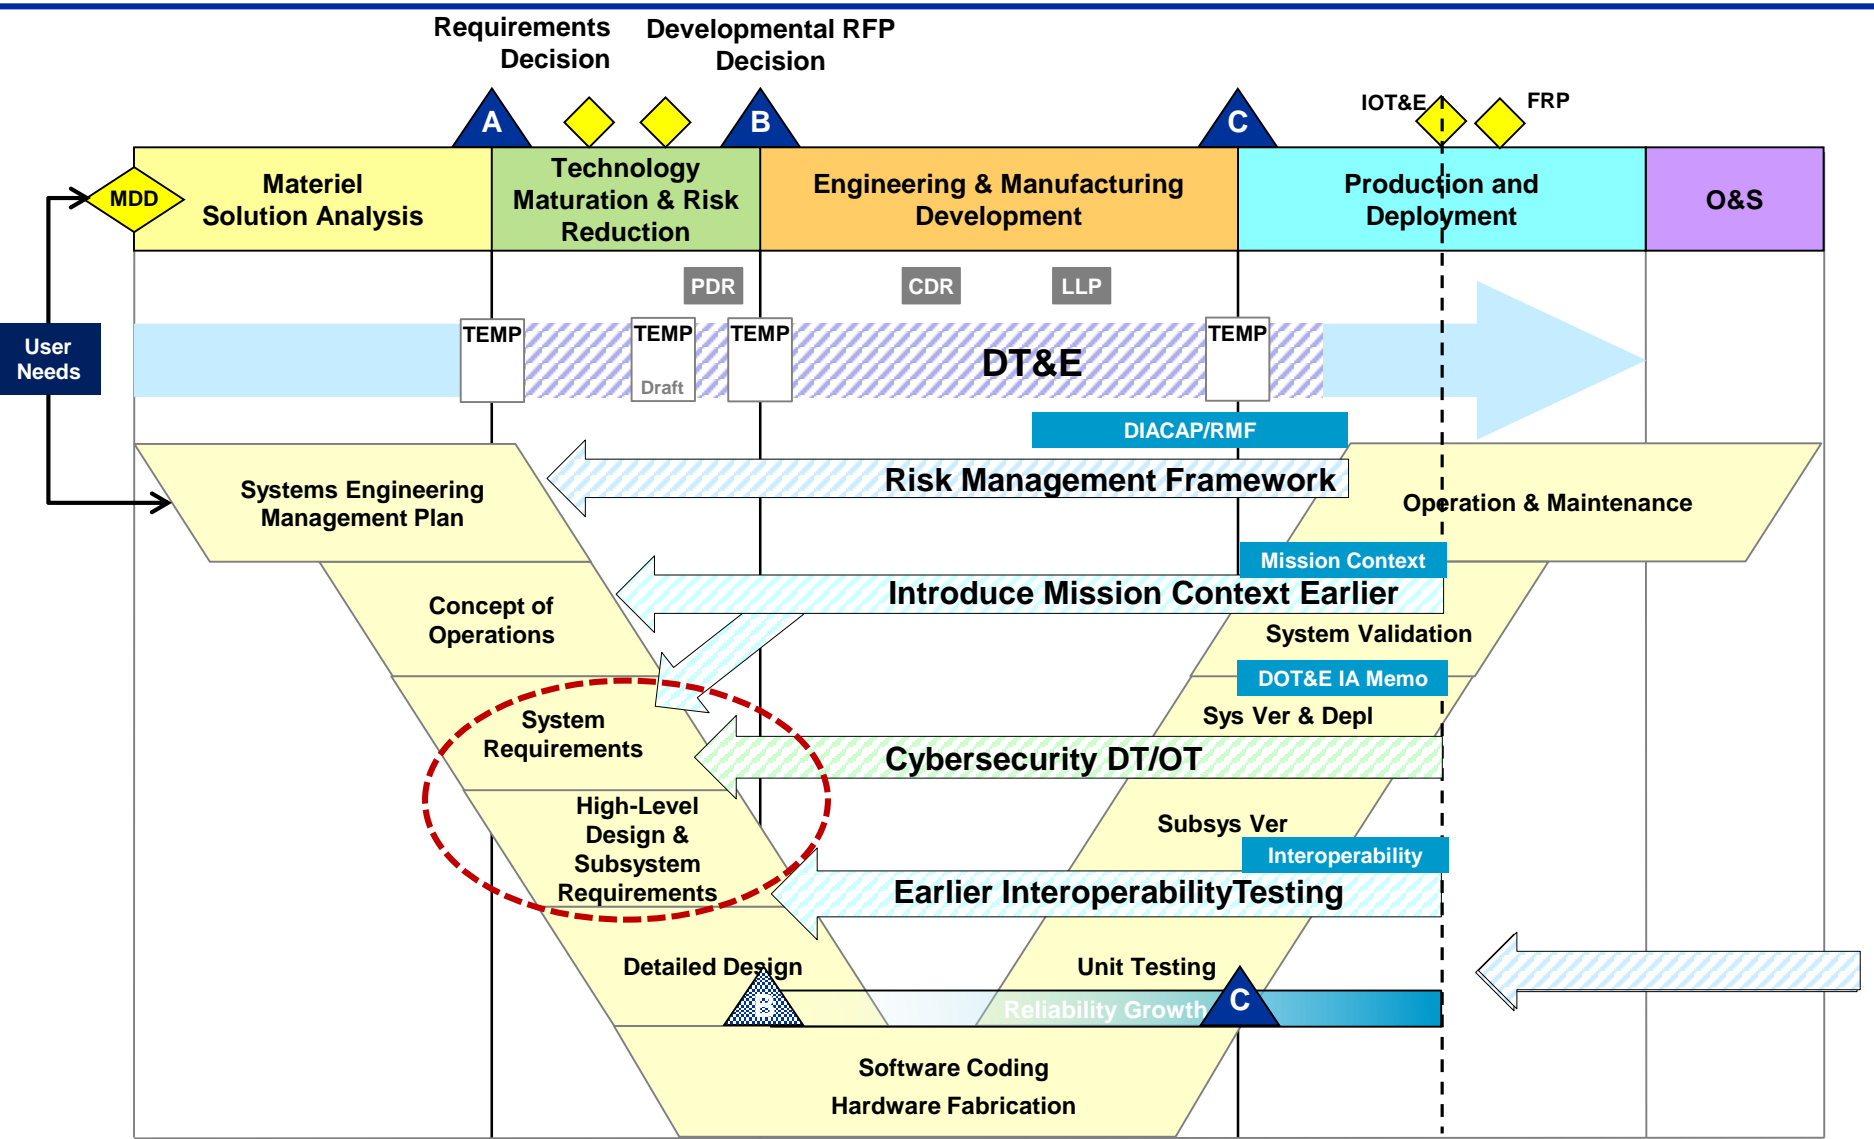 Requirements
Decision
Developmental RFP
Decision
A
B
C
IOT&E
FRP
MDD
Materiel
Solution Analysis
Technology
Maturation & Risk
Reduction
Engineering & Manufacturing
Development
Production and
Deployment
O&S
PDR
CDR
LLP
User
Needs
TEMP
TEMP
Draft
TEMP
DT&E
TEMP
DIACAP/RMF
Risk Management Framework
Systems Engineering
Management Plan
Operation & Maintenance
Mission Context
Introduce Mission Context Earlier
Concept of
Operations
System Validation
DOT&E IA Memo
System
Requirements
Sys Ver & Depl
Cybersecurity DT/OT
High-Level
Design &
Subsystem
Requirements
Subsys Ver
Interoperability
Earlier InteroperabilityTesting
Detailed Design
Unit Testing
B
Reliability Growth
C
Software Coding
Hardware Fabrication